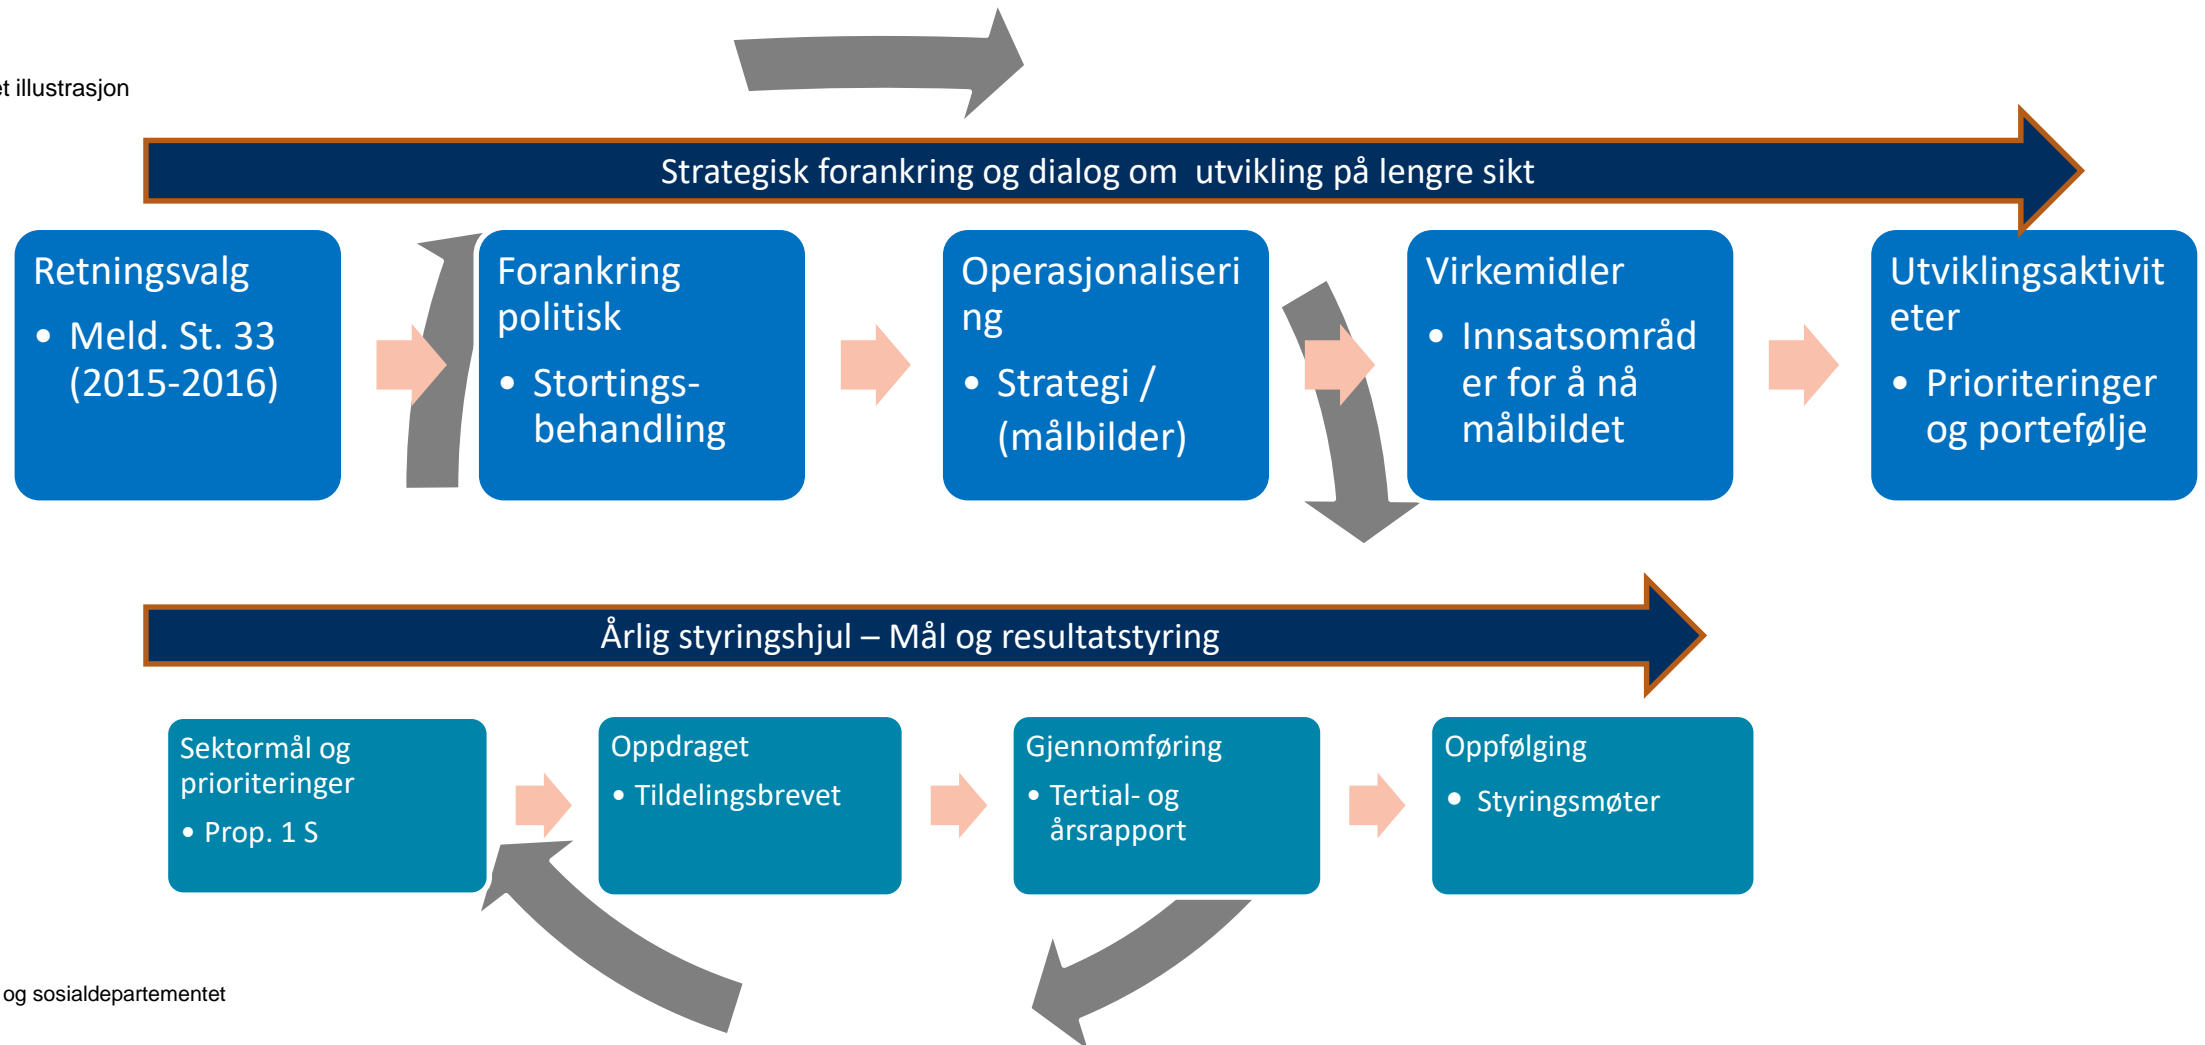 et illustrasjon
Strategisk forankring og dialog om  utvikling på lengre sikt
Retningsvalg
• Meld. St. 33
(2015-2016)
Forankring
politisk
• Stortings-
behandling
Operasjonaliseri
ng
• Strategi /
(målbilder)
Virkemidler
• Innsatsområd
er for å nå
målbildet
Utviklingsaktivit
eter
• Prioriteringer
og portefølje
Årlig styringshjul – Mål og resultatstyring
Sektormål og
prioriteringer
• Prop. 1 S
Oppdraget
• Tildelingsbrevet
Gjennomføring
• Tertial- og
årsrapport
Oppfølging
• Styringsmøter
og sosialdepartementet